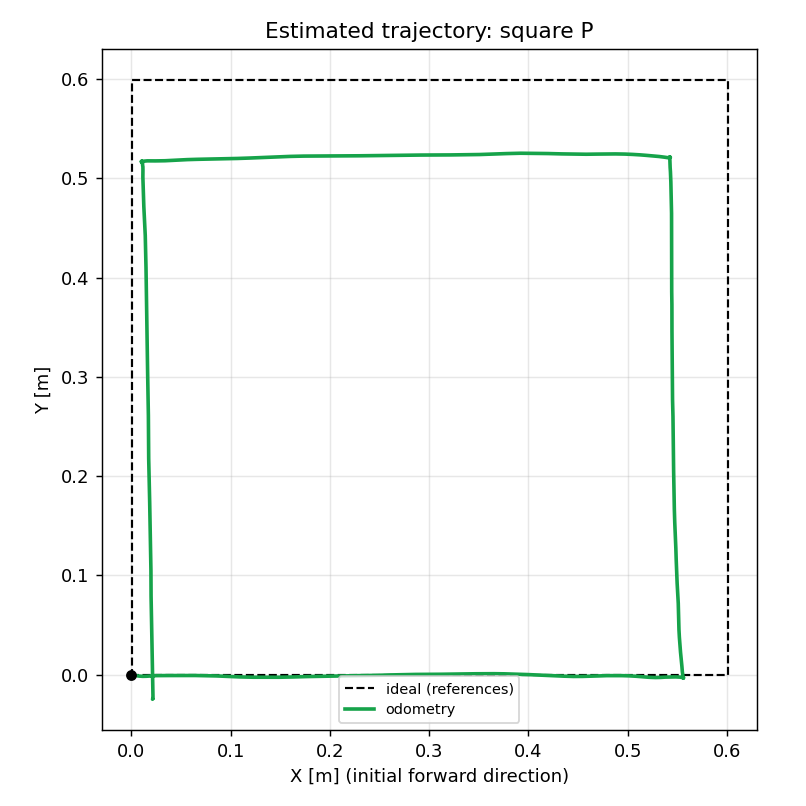 Estimated trajectory: square P
0.6
0.5
0.4
0.3
0.2
0.1
0.0
Y [m]
ideal (references)
odometry
0.0 0.1 0.2 0.3 0.4 0.5 0.6
X [m] (initial forward direction)